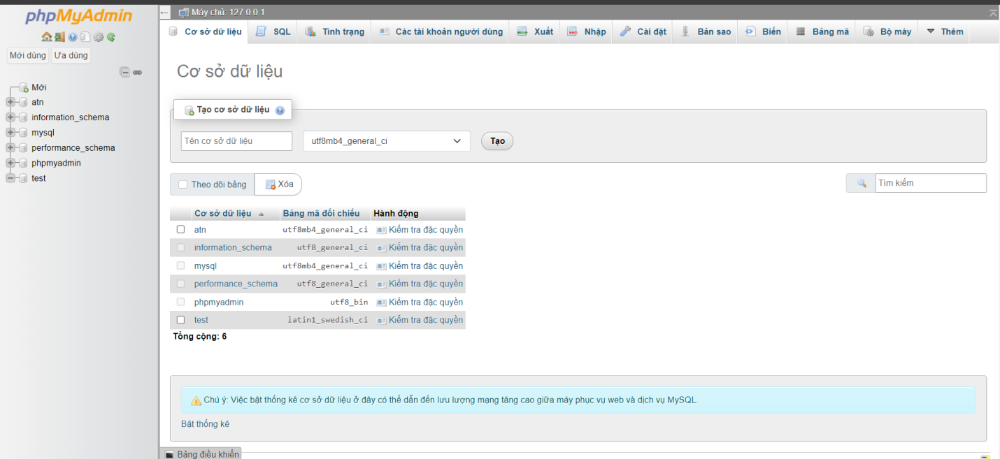 phpMyAdmin
Mới dùng Ưa dùng
Mới
atn
information_schema
mysql
performance_schema
phpmyadmin
test
Máy chủ: 127.0.0.1
Cơ sở dữ liệu SQL Tình trạng Các tài khoản người dùng Xuất Nhập Cài đặt Bản sao Biến Bảng mã Bộ máy Thêm
Cơ sở dữ liệu
Tạo cơ sở dữ liệu
Tên cơ sở dữ liệu utf8mb4_general_ci Tạo
Theo dõi bảng Xóa Tìm kiếm
Cơ sở dữ liệu Bảng mã đối chiếu Hành động
atn utf8mb4_general_ci Kiểm tra đặc quyền
information_schema utf8_general_ci Kiểm tra đặc quyền
mysql utf8mb4_general_ci Kiểm tra đặc quyền
performance_schema utf8_general_ci Kiểm tra đặc quyền
phpmyadmin utf8_bin Kiểm tra đặc quyền
test latin1_swedish_ci Kiểm tra đặc quyền
Tổng cộng: 6
Chú ý: Việc bật thống kê cơ sở dữ liệu ở đây có thể dẫn đến lưu lượng mạng tăng cao giữa máy phục vụ web và dịch vụ MySQL.
Bật thống kê
Bảng điều khiển